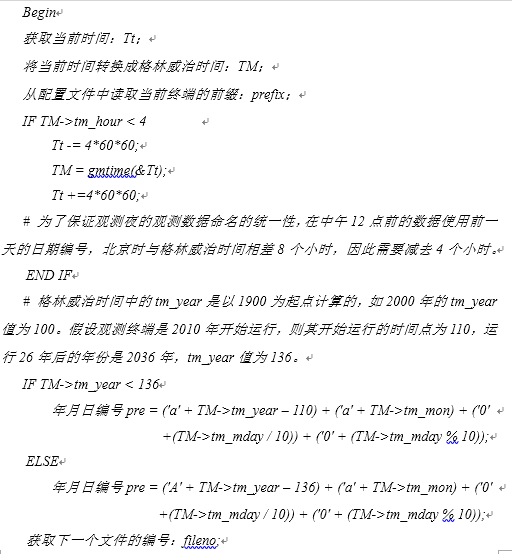 Begin
获取当前时间：Tt；
将当前时间转换成格林威治时间：TM；
从配置文件中读取当前终端的前缀：prefix；
IF TM->tm_hour < 4
Tt -= 4*60*60;
TM = gmtime(&Tt);
Tt +=4*60*60;
# 为了保证观测夜的观测数据命名的统一性，在中午 12 点前的数据使用前一
天的日期编号，北京时与格林威治时间相差 8 个小时，因此需要减去 4 个小时。
END IF
# 格林威治时间中的 tm_year 是以 1900 为起点计算的，如 2000 年的 tm_year
值为 100。假设观测终端是 2010 年开始运行，则其开始运行的时间点为 110，运
行 26 年后的年份是 2036 年，tm_year 值为 136。
IF TM->tm_year < 136
年月日编号 pre = ('a' + TM->tm_year – 110) + ('a' + TM->tm_mon) + ('0'
+(TM->tm_mday / 10)) + ('0' + (TM->tm_mday % 10));
ELSE
年月日编号 pre = ('A' + TM->tm_year – 136) + ('a' + TM->tm_mon) + ('0'
+(TM->tm_mday / 10)) + ('0' + (TM->tm_mday % 10));
获取下一个文件的编号：fileno;